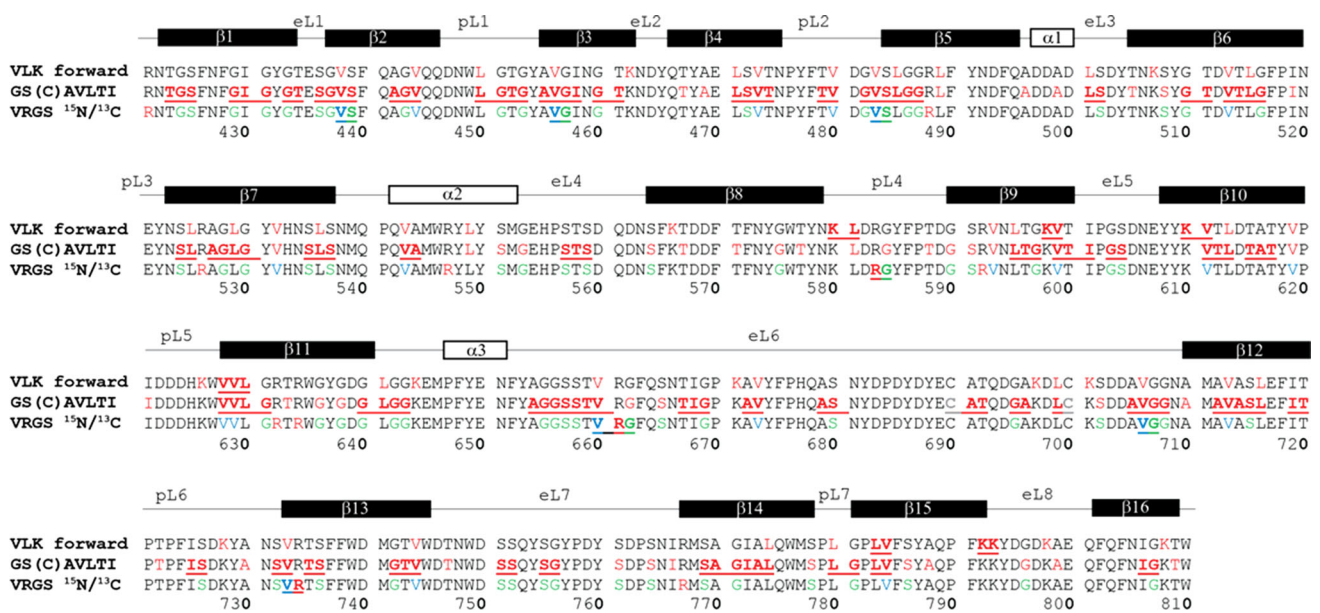 eL1 pL1 eL2 pL2 eL3
β1 β2 β3 β4 β5 α1 β6
VLK forward RNTGSFNFGI GYGTESGVSF QAGVQQDNWL GTGYAVGING TKNDYQTYAE LSVTNPYFTV DGVSLGGRLF YNDFQADDAD LSDYTNKSYG TDVTLGFPIN
GS(C)AVLTI RNTGSFNFGI GYGTESGVSF QAGVQQDNWL GTGYAVGING TKNDYQTYAE LSVTNPYFTV DGVSLGGRLF YNDFQADDAD LSDYTNKSYG TDVTLGFPIN
VRGS ¹⁵N/¹³C RNTGSFNFGI GYGTESGVSF QAGVQQDNWL GTGYAVGING TKNDYQTYAE LSVTNPYFTV DGVSLGGRLF YNDFQADDAD LSDYTNKSYG TDVTLGFPIN
430 440 450 460 470 480 490 500 510 520
pL3 eL4 pL4 eL5
β7 α2 β8 β9 β10
VLK forward EYNSLRAGLG YVHNSLSNMQ PQVAMWRYLY SMGEHPSTSD QDNSFKTDDF TFNYGWTYNK LDRGYFPTDG SRVNLTGKVT IPGSDNEYYK VTLDTATYVP
GS(C)AVLTI EYNSLRAGLG YVHNSLSNMQ PQVAMWRYLY SMGEHPSTSD QDNSFKTDDF TFNYGWTYNK LDRGYFPTDG SRVNLTGKVT IPGSDNEYYK VTLDTATYVP
VRGS ¹⁵N/¹³C EYNSLRAGLG YVHNSLSNMQ PQVAMWRYLY SMGEHPSTSD QDNSFKTDDF TFNYGWTYNK LDRGYFPTDG SRVNLTGKVT IPGSDNEYYK VTLDTATYVP
530 540 550 560 570 580 590 600 610 620
pL5 eL6
β11 α3 β12
VLK forward IDDDHKWVVL GRTRWGYGDG LGGKEMPFYE NFYAGGSSTV RGFQSNTIGP KAVYFPHQAS NYDPDYDYEC ATQDGAKDLC KSDDAVGGNA MAVASLEFIT
GS(C)AVLTI IDDDHKWVVL GRTRWGYGDG LGGKEMPFYE NFYAGGSSTV RGFQSNTIGP KAVYFPHQAS NYDPDYDYEC ATQDGAKDLC KSDDAVGGNA MAVASLEFIT
VRGS ¹⁵N/¹³C IDDDHKWVVL GRTRWGYGDG LGGKEMPFYE NFYAGGSSTV RGFQSNTIGP KAVYFPHQAS NYDPDYDYEC ATQDGAKDLC KSDDAVGGNA MAVASLEFIT
630 640 650 660 670 680 690 700 710 720
pL6 eL7 pL7 eL8
β13 β14 β15 β16
VLK forward PTPFISDKYA NSVRTSFFWD MGTVWDTNWD SSQYSGYPDY SDPSNIRMSA GIALQWMSPL GPLVFSYAQP FKKYDGDKAE QFQFNIGKTW
GS(C)AVLTI PTPFISDKYA NSVRTSFFWD MGTVWDTNWD SSQYSGYPDY SDPSNIRMSA GIALQWMSPL GPLVFSYAQP FKKYDGDKAE QFQFNIGKTW
VRGS ¹⁵N/¹³C PTPFISDKYA NSVRTSFFWD MGTVWDTNWD SSQYSGYPDY SDPSNIRMSA GIALQWMSPL GPLVFSYAQP FKKYDGDKAE QFQFNIGKTW
730 740 750 760 770 780 790 800 810